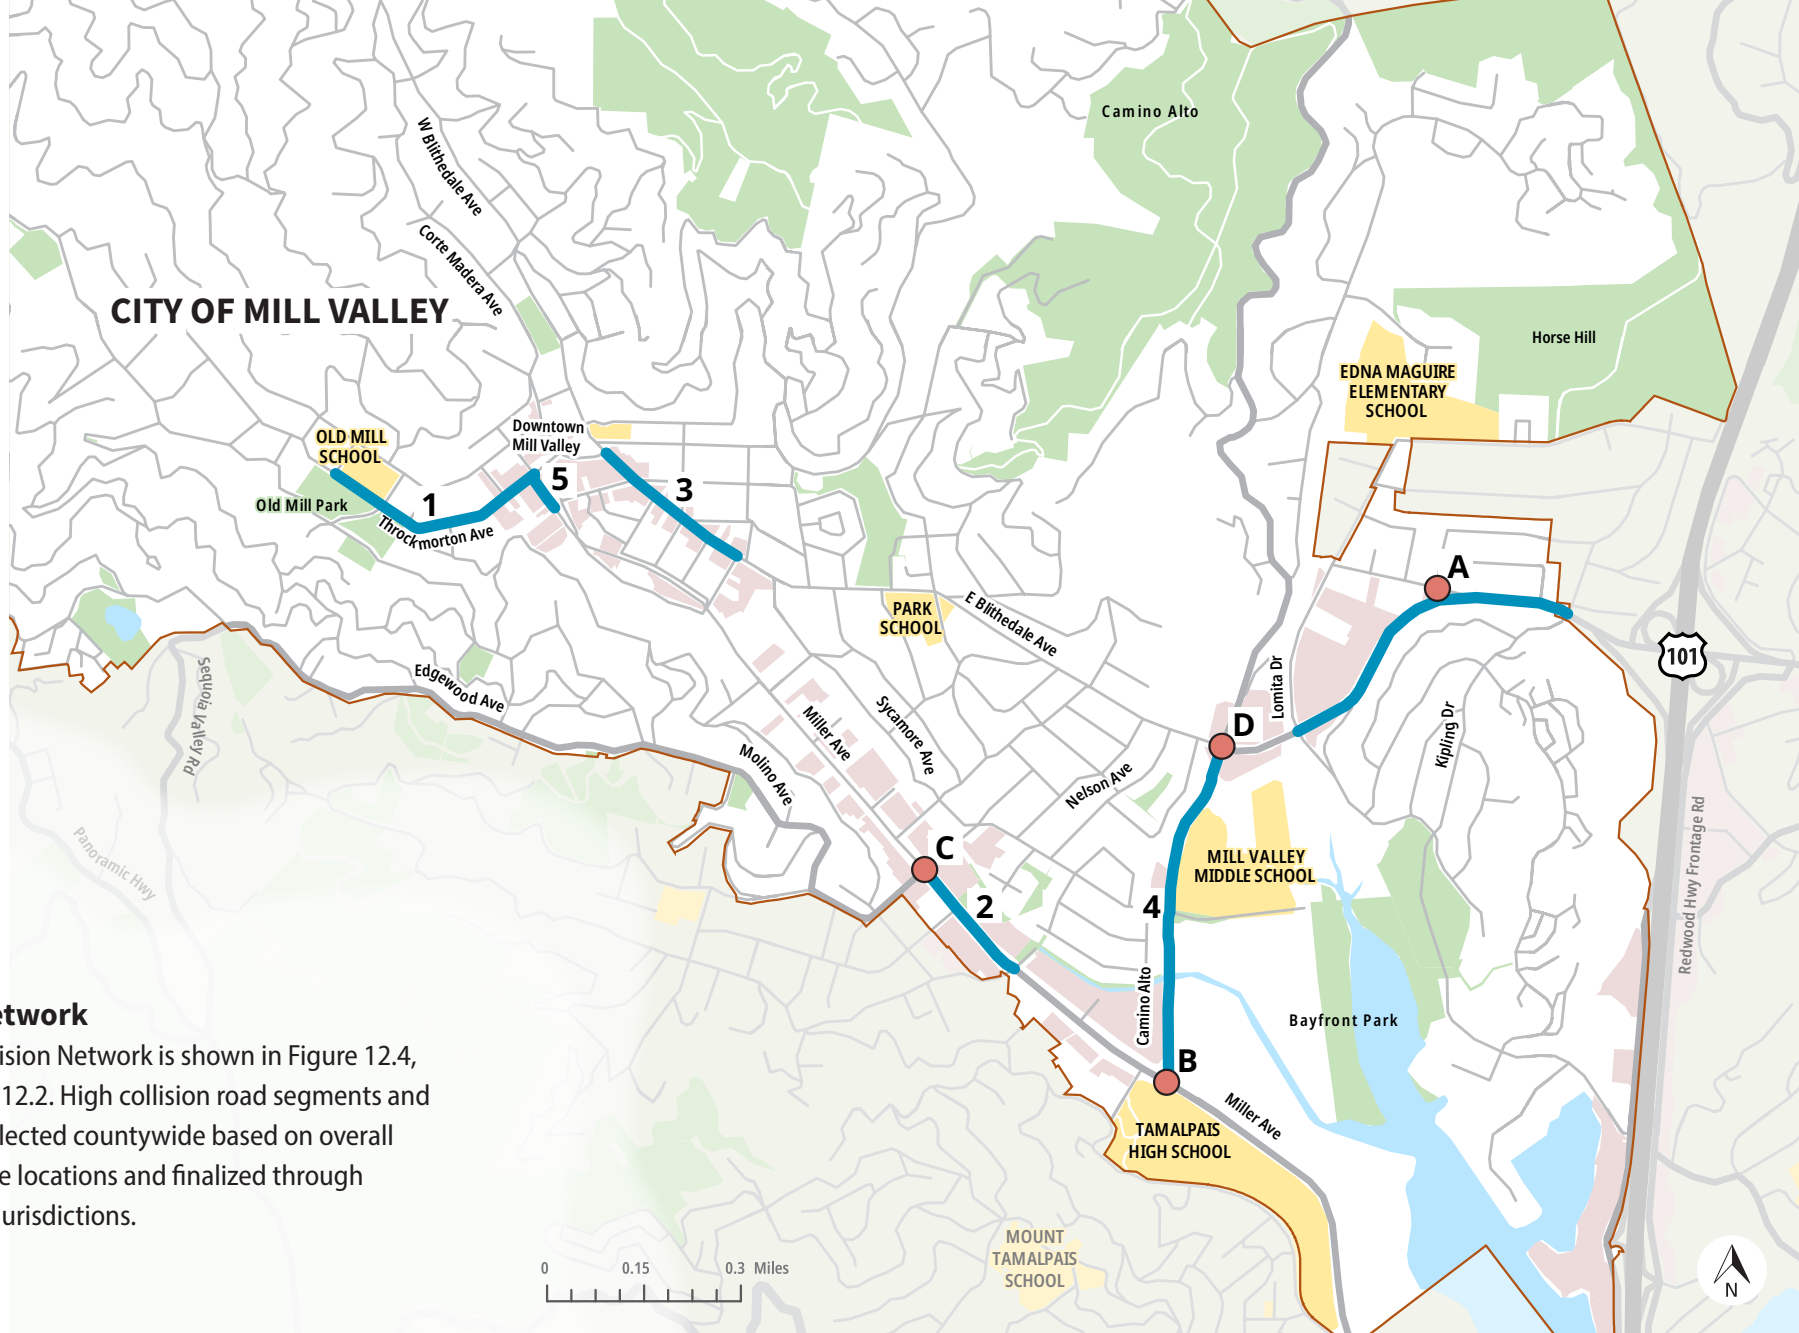 Camino Alto
W Blithedale Ave
Corte Madera Ave
CITY OF MILL VALLEY
Horse Hill
EDNA MAGUIRE
ELEMENTARY
SCHOOL
Downtown
Mill Valley
OLD MILL
SCHOOL
Old Mill Park
1
5
3
Throckmorton Ave
A
PARK
SCHOOL
E Blithedale Ave
101
Sequoia Valley Rd
Edgewood Ave
Lomita Dr
Kipling Dr
Miller Ave
Sycamore Ave
D
Molino Ave
Nelson Ave
Panoramic Hwy
C
MILL VALLEY
MIDDLE SCHOOL
2
4
Redwood Hwy Frontage Rd
Camino Alto
Bayfront Park
B
Miller Ave
TAMALPAIS
HIGH SCHOOL
etwork
ision Network is shown in Figure 12.4,
12.2. High collision road segments and
lected countywide based on overall
e locations and finalized through
urisdictions.
MOUNT
TAMALPAIS
SCHOOL
0 0.15 0.3 Miles
N